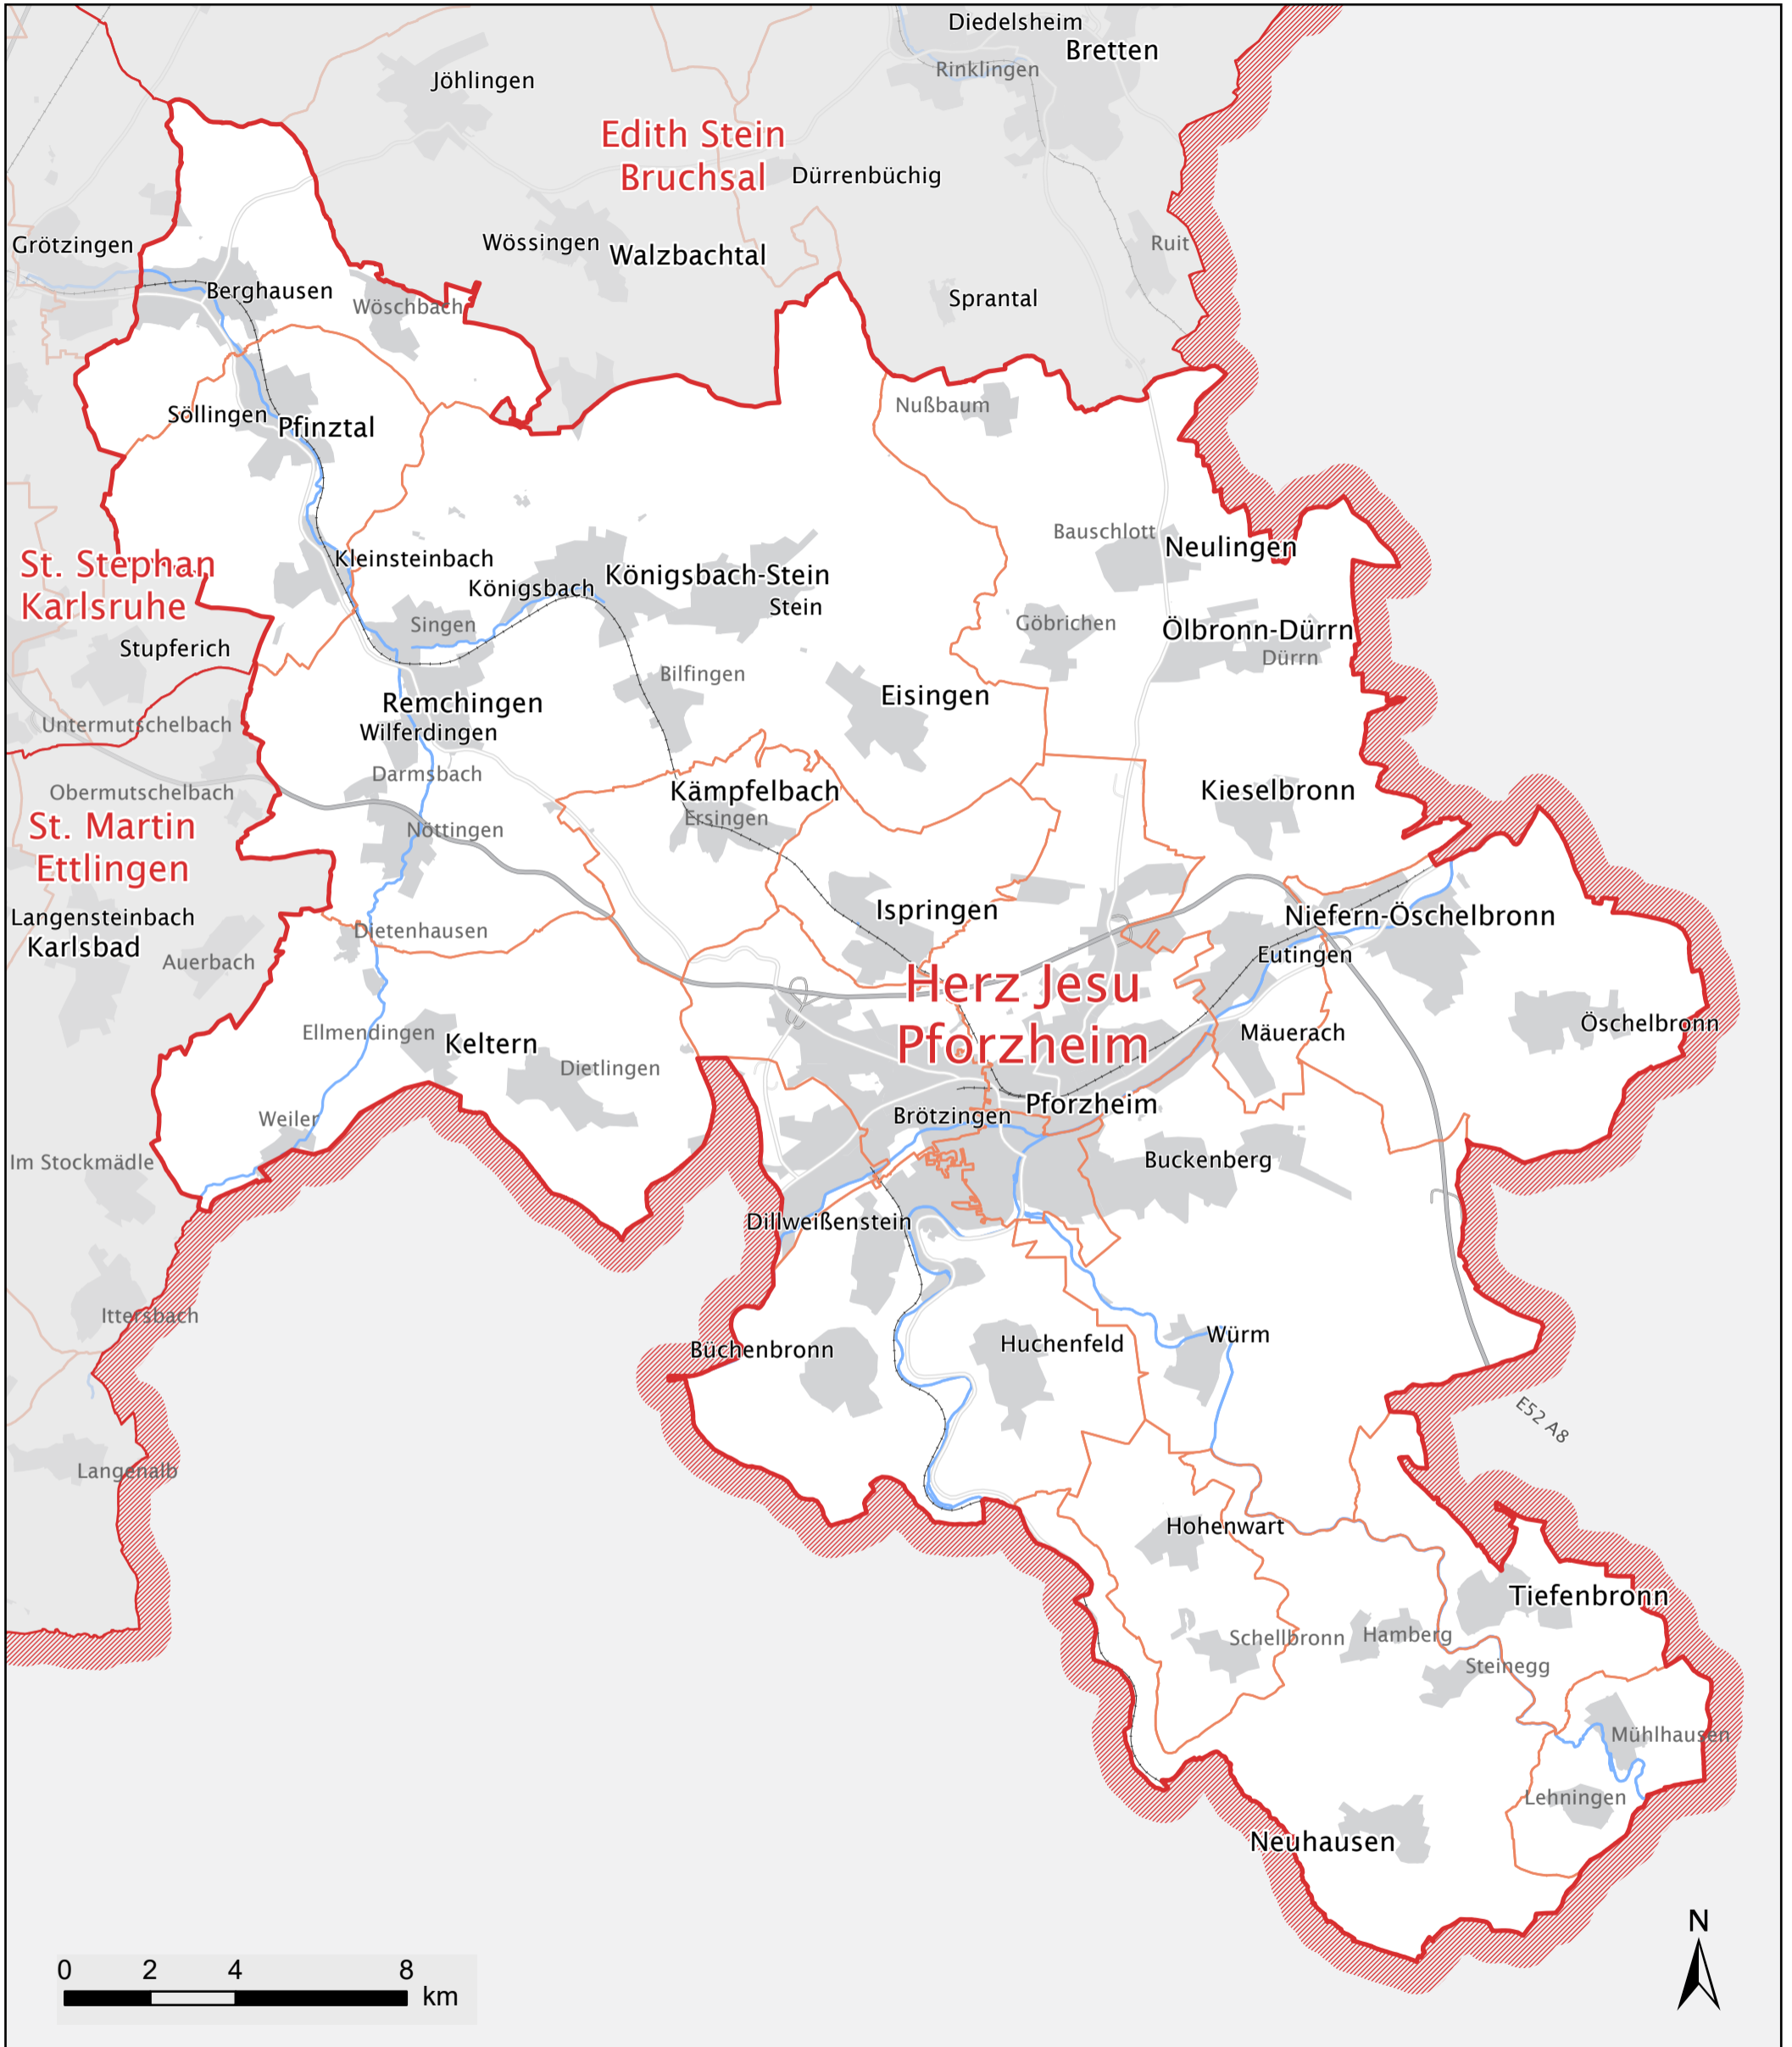 Diedelsheim
Bretten
Rinklingen
Jöhlingen
Edith Stein
Bruchsal
Dürrenbüchig
Grötzingen
Wössingen
Walzbachtal
Ruit
Berghausen
Wöschbach
Sprantal
Söllingen
Pfinztal
Nußbaum
Bauschlott
Neulingen
St. Stephan
Karlsruhe
Kleinsteinbach
Königsbach
Königsbach-Stein
Stein
Singen
Göbrichen
Ölbronn-Dürrn
Dürrn
Stupferich
Bilfingen
Eisingen
Remchingen
Wilferdingen
Untermutschelbach
Darmsbach
Obermutschelbach
Kämpfelbach
Ersingen
Kieselbronn
St. Martin
Ettlingen
Nöttingen
Langensteinbach
Karlsbad
Auerbach
Dietenhausen
Ispringen
Niefern-Öschelbronn
Eutingen
Herz Jesu
Pforzheim
Ellmendingen
Keltern
Dietlingen
Mäuerach
Öschelbronn
Weiler
Brötzingen
Pforzheim
Im Stockmädle
Buckenberg
Dillweißenstein
Ittersbach
Büchenbronn
Huchenfeld
Würm
E52 A8
Langenalb
Hohenwart
Tiefenbronn
Schellbronn
Hamberg
Steinegg
Mühlhausen
Lehningen
Neuhausen
N
0 2 4 8
km